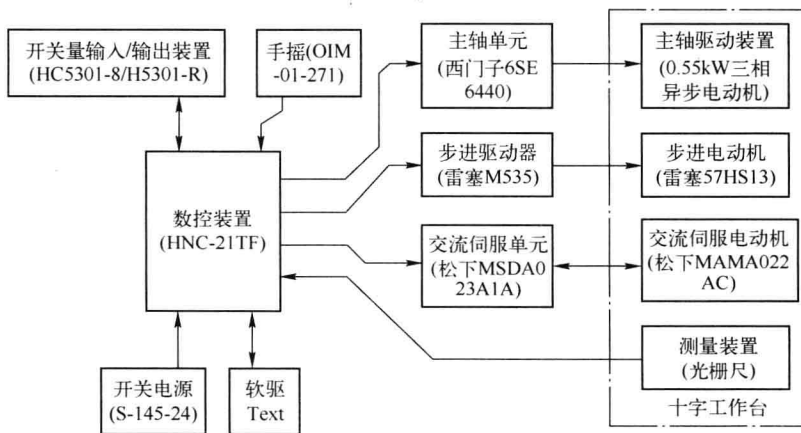 开关量输入/输出装置
(HC5301-8/H5301-R)
手摇(OIM
-01-271)
主轴单元
(西门子6SE
6440)
主轴驱动装置
(0.55kW三相
异步电动机)
步进驱动器
(雷塞M535)
步进电动机
(雷塞57HS13)
数控装置
(HNC-21TF)
交流伺服单元
(松下MSDA0
23A1A)
交流伺服电动机
(松下MAMA022
AC)
测量装置
(光栅尺)
开关电源
(S-145-24)
软驱
Text
十字工作台